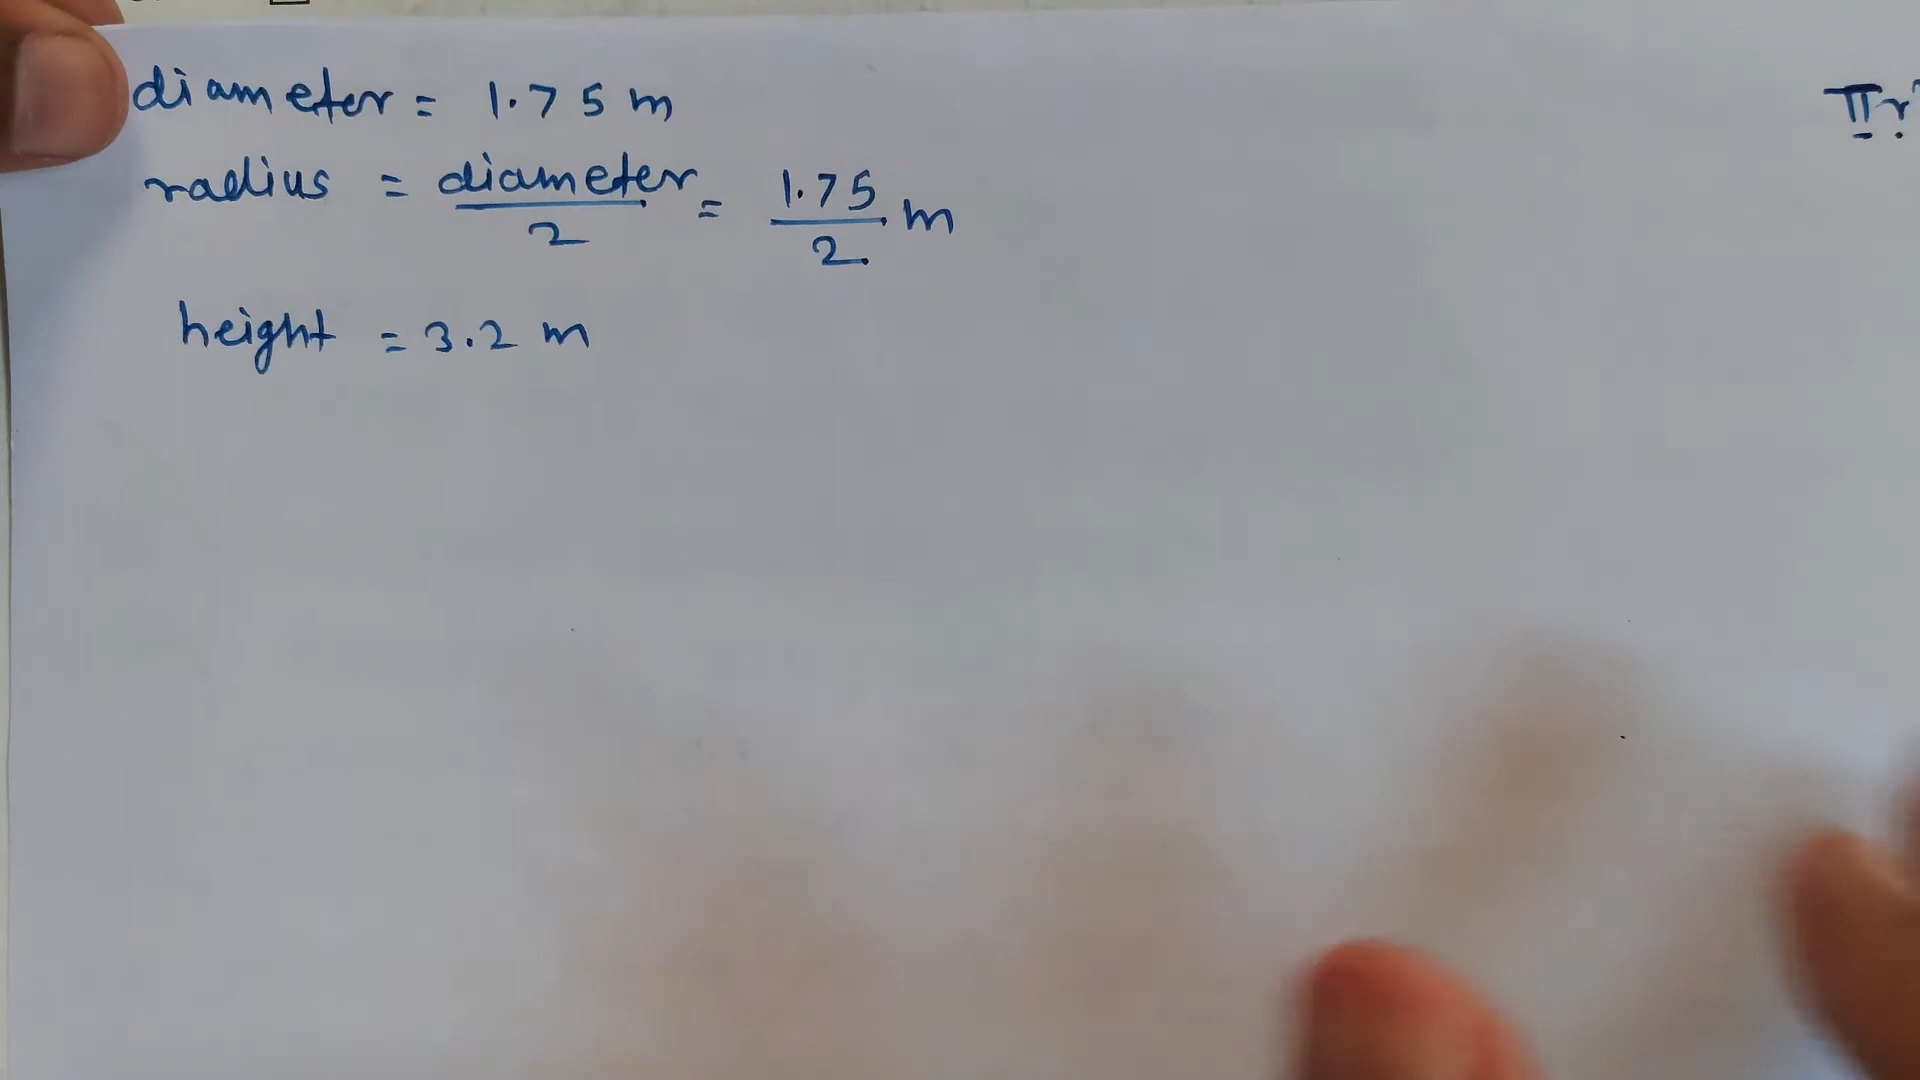 diameter = 1.75 m
πr
radius = diameter/2 = 1.75/2 m
height = 3.2 m